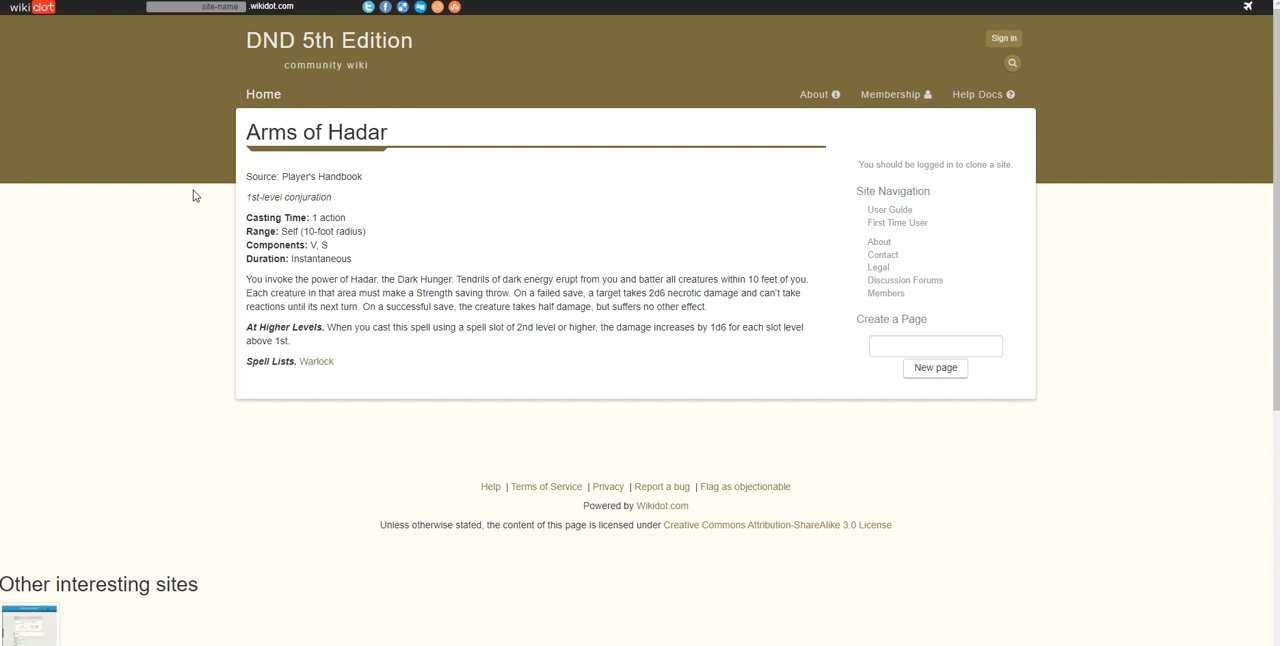 wikidot
site-name .wikidot.com
DND 5th Edition
Sign in
community wiki
Home
About
Membership
Help Docs
Arms of Hadar
You should be logged in to clone a site.
Source: Player's Handbook
1st-level conjuration
Casting Time: 1 action
Range: Self (10-foot radius)
Components: V, S
Duration: Instantaneous
You invoke the power of Hadar, the Dark Hunger. Tendrils of dark energy erupt from you and batter all creatures within 10 feet of you.
Each creature in that area must make a Strength saving throw. On a failed save, a target takes 2d6 necrotic damage and can't take
reactions until its next turn. On a successful save, the creature takes half damage, but suffers no other effect.
At Higher Levels. When you cast this spell using a spell slot of 2nd level or higher, the damage increases by 1d6 for each slot level
above 1st.
Spell Lists. Warlock
Site Navigation
User Guide
First Time User
About
Contact
Legal
Discussion Forums
Members
Create a Page
New page
Help | Terms of Service | Privacy | Report a bug | Flag as objectionable
Powered by Wikidot.com
Unless otherwise stated, the content of this page is licensed under Creative Commons Attribution-ShareAlike 3.0 License
Other interesting sites